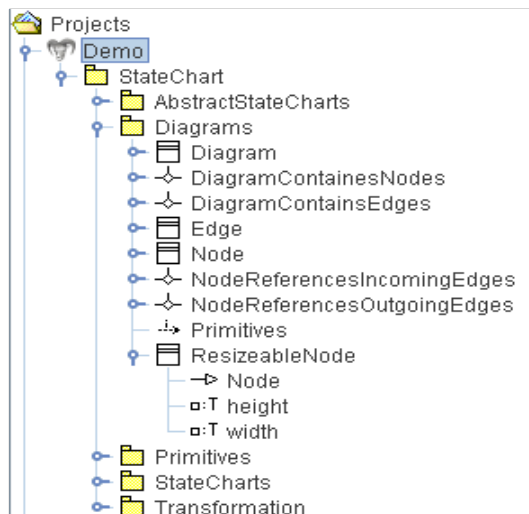 Projects
Demo
StateChart
AbstractStateCharts
Diagrams
Diagram
DiagramContainesNodes
DiagramContainsEdges
Edge
Node
NodeReferencesIncomingEdges
NodeReferencesOutgoingEdges
Primitives
ResizeableNode
Node
:T height
:T width
Primitives
StateCharts
Transformation